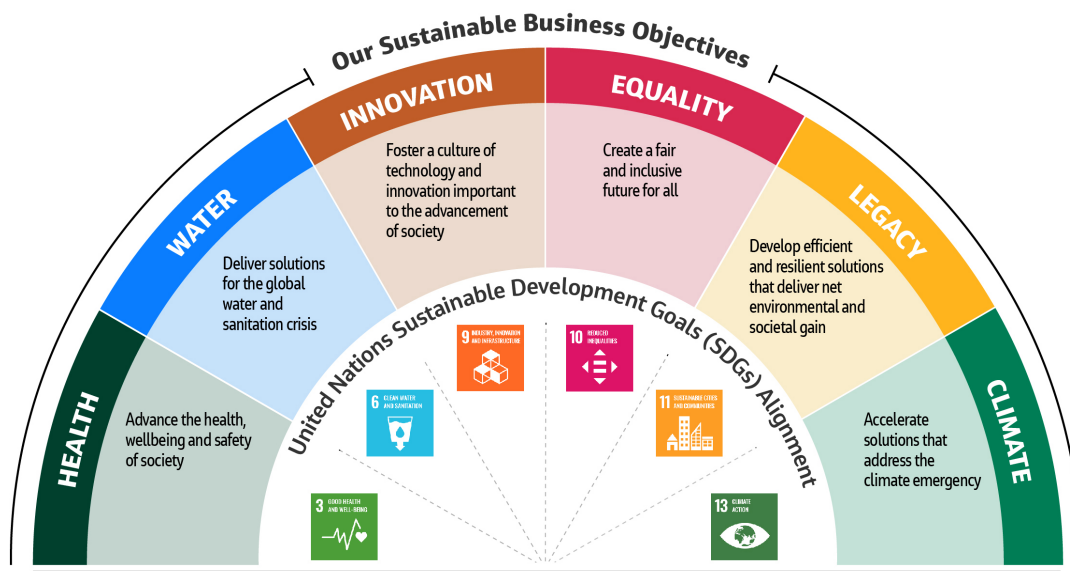 Our Sustainable Business Objectives
HEALTH
Advance the health,
wellbeing and safety
of society
WATER
Deliver solutions
for the global
water and
sanitation crisis
INNOVATION
Foster a culture of
technology and
innovation important
to the advancement
of society
EQUALITY
Create a fair
and inclusive
future for all
LEGACY
Develop efficient
and resilient solutions
that deliver net
environmental and
societal gain
CLIMATE
Accelerate
solutions that
address the
climate emergency
United Nations Sustainable Development Goals (SDGs) Alignment
3 GOOD HEALTH
AND WELL-BEING
6 CLEAN WATER
AND SANITATION
9 INDUSTRY, INNOVATION
AND INFRASTRUCTURE
10 REDUCED
INEQUALITIES
11 SUSTAINABLE CITIES
AND COMMUNITIES
13 CLIMATE
ACTION